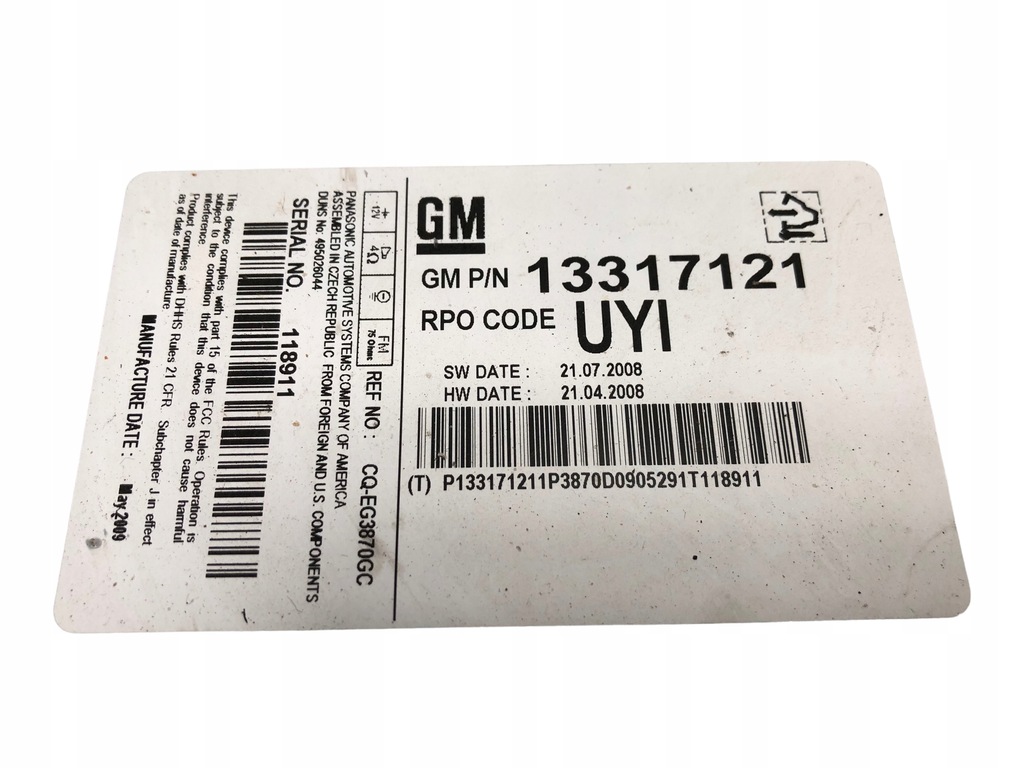 GM
GM P/N 13317121
RPO CODE UYI
SW DATE : 21.07.2008
HW DATE : 21.04.2008
(T) P133171211P3870D0905291T118911
12V 4Ω FM 75 Ohms
REF NO : CQ-EG3870GC
PANASONIC AUTOMOTIVE SYSTEMS COMPANY OF AMERICA
ASSEMBLED IN CZECH REPUBLIC FROM FOREIGN AND U.S. COMPONENTS
DUNS No: 495026044
SERIAL NO. 118911
This device complies with part 15 of the FCC Rules. Operation is
subject to the condition that this device does not cause harmful
interference.
Product complies with DHHS Rules 21 CFR. Subchapter J in effect
as of date of manufacture.
MANUFACTURE DATE : May.2009